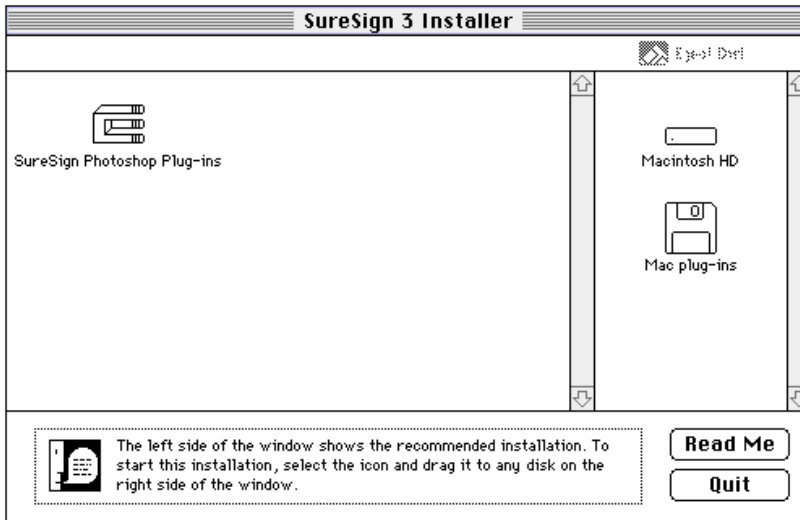 SureSign 3 Installer
Eject Disk
SureSign Photoshop Plug-ins
Macintosh HD
Mac plug-ins
The left side of the window shows the recommended installation. To
start this installation, select the icon and drag it to any disk on the
right side of the window.
Read Me
Quit